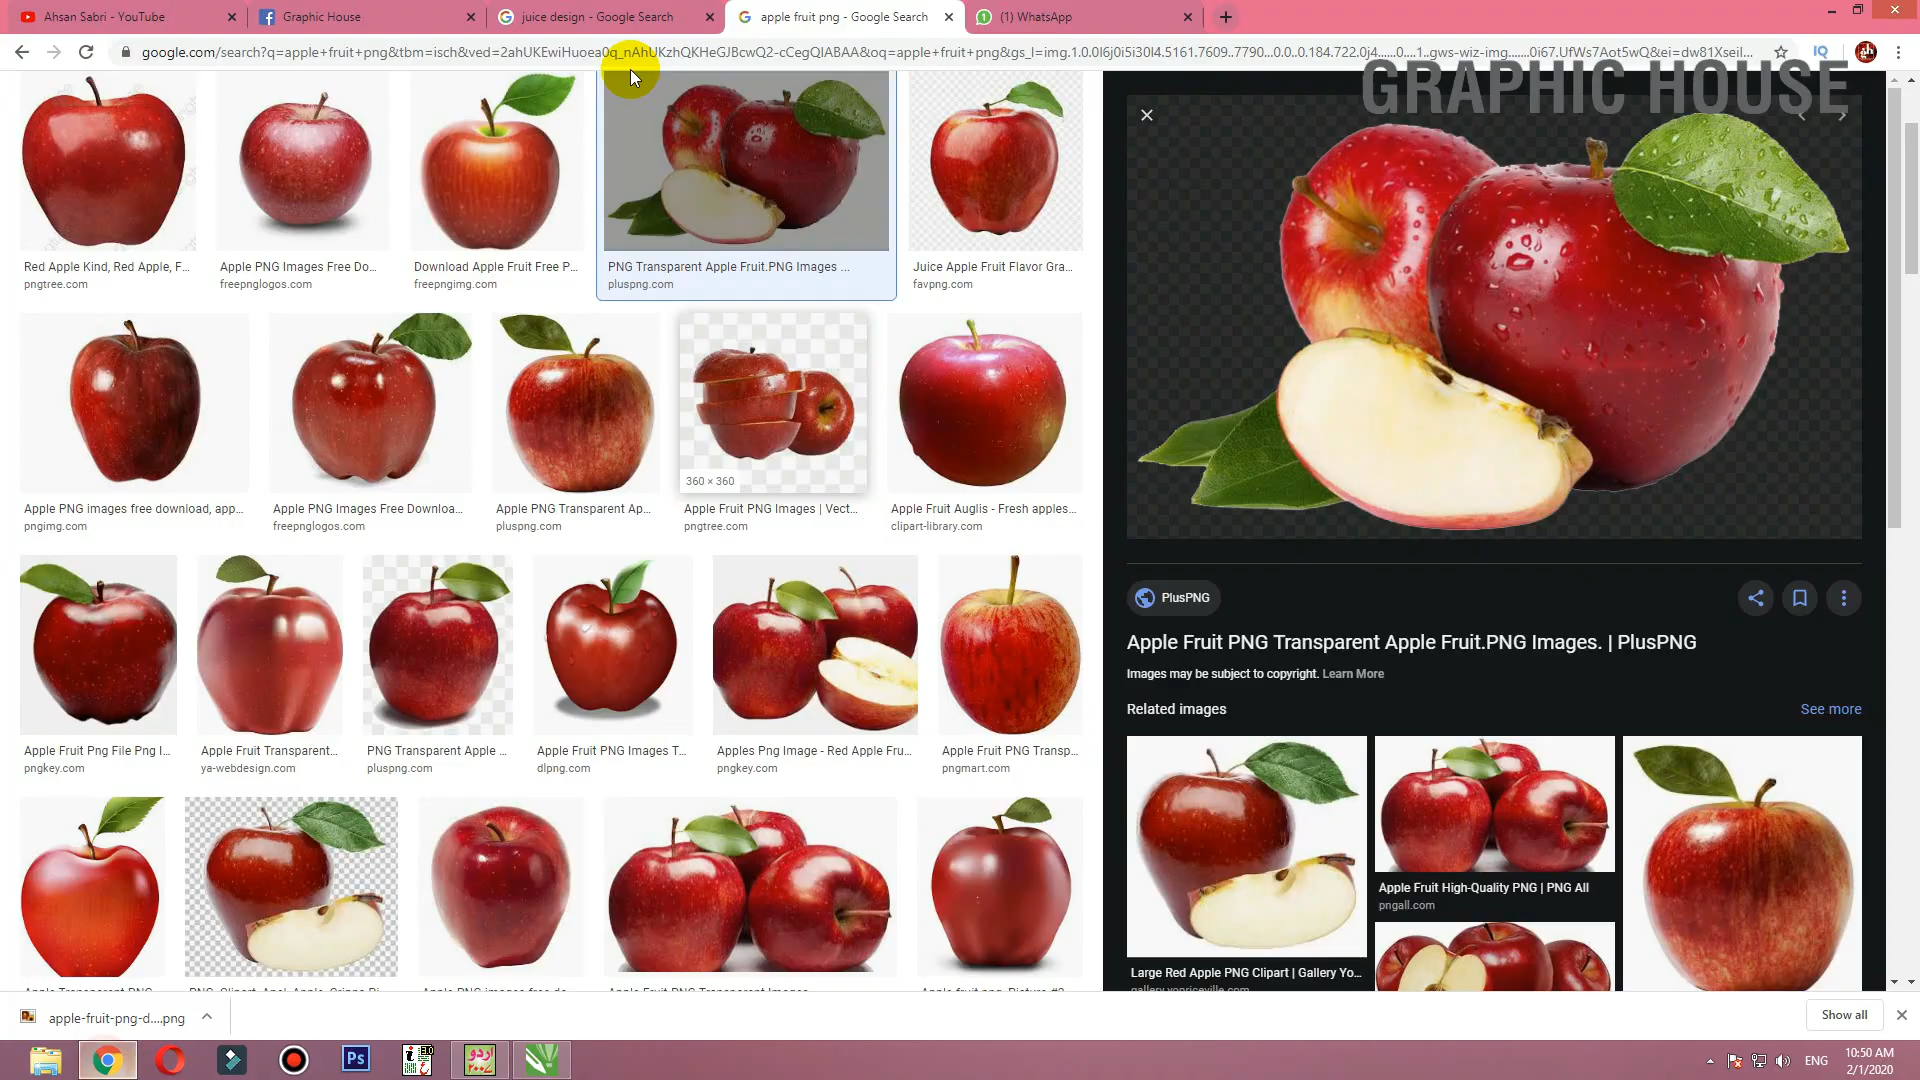 Ahsan Sabri - YouTube
Graphic House
juice design - Google Search
apple fruit png - Google Search
(1) WhatsApp
google.com/search?q=apple+fruit+png&tbm=isch&ved=2ahUKEwiHuoea0q_nAhUKzhQKHeGJBcwQ2-cCegQIABAA&oq=apple+fruit+png&gs_l=img.1.0.0l6j0i5i30l4.5161.7609..7790...0.0..0.184.722.0j4......0....1..gws-wiz-img.......0i67.UfWs7Aot5wQ&ei=dw81Xseil...
GRAPHIC HOUSE
Red Apple Kind, Red Apple, F...
pngtree.com
Apple PNG Images Free Do...
freepnglogos.com
Download Apple Fruit Free P...
freepngimg.com
PNG Transparent Apple Fruit.PNG Images ...
pluspng.com
Juice Apple Fruit Flavor Gra...
favpng.com
360 × 360
Apple PNG images free download, app...
pngimg.com
Apple PNG Images Free Downloa...
freepnglogos.com
Apple PNG Transparent Ap...
pluspng.com
Apple Fruit PNG Images | Vect...
pngtree.com
Apple Fruit Auglis - Fresh apples...
clipart-library.com
Apple Fruit Png File Png I...
pngkey.com
Apple Fruit Transparent...
ya-webdesign.com
PNG Transparent Apple ...
pluspng.com
Apple Fruit PNG Images T...
dlpng.com
Apples Png Image - Red Apple Fru...
pngkey.com
Apple Fruit PNG Transp...
pngmart.com
PlusPNG
Apple Fruit PNG Transparent Apple Fruit.PNG Images. | PlusPNG
Images may be subject to copyright. Learn More
Related images
See more
Apple Fruit High-Quality PNG | PNG All
pngall.com
Large Red Apple PNG Clipart | Gallery Yo...
gallery.yopriceville.com
apple-fruit-png-d....png
Show all
Ps
3.0
اردو
ENG
10:50 AM
2/1/2020